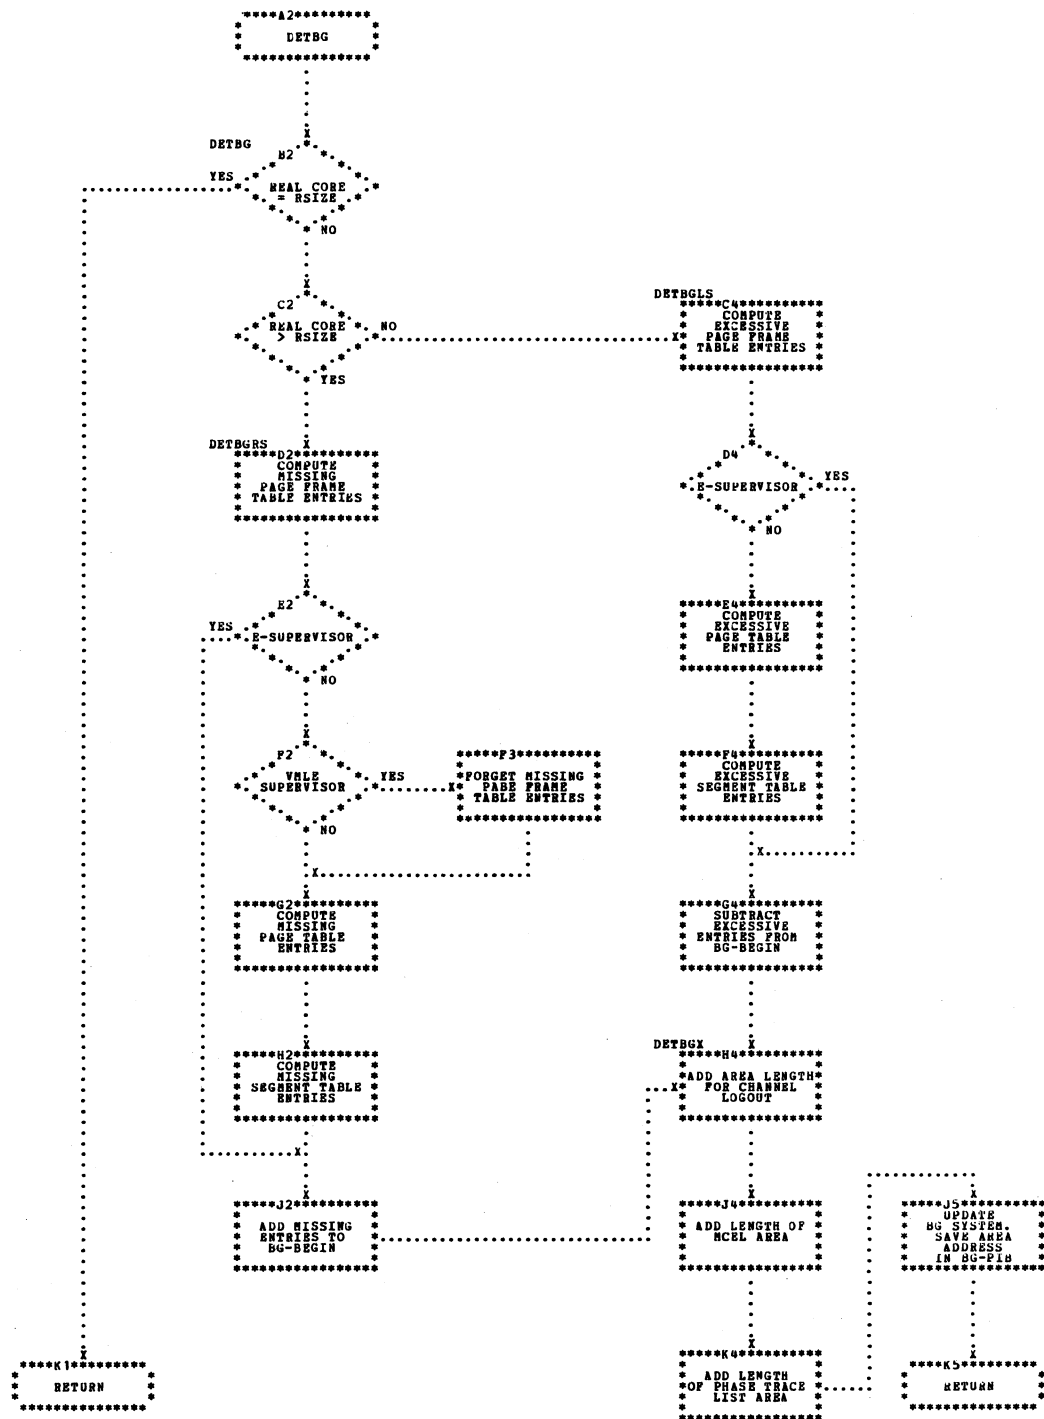 A2
DETBG
DETBG
B2
YES
REAL CORE
= RSIZE
NO
C2
REAL CORE
> RSIZE
NO
YES
DETBGLS
C4
COMPUTE
EXCESSIVE
PAGE FRAME
TABLE ENTRIES
DETBGRS
D2
COMPUTE
MISSING
PAGE FRAME
TABLE ENTRIES
D4
E-SUPERVISOR
YES
NO
E2
YES
E-SUPERVISOR
NO
E4
COMPUTE
EXCESSIVE
PAGE TABLE
ENTRIES
F2
VMLE
SUPERVISOR
YES
NO
F3
FORGET MISSING
PABE FRAME
TABLE ENTRIES
F4
COMPUTE
EXCESSIVE
SEGMENT TABLE
ENTRIES
G2
COMPUTE
MISSING
PAGE TABLE
ENTRIES
G4
SUBTRACT
EXCESSIVE
ENTRIES FROM
BG-BEGIN
H2
COMPUTE
MISSING
SEGMENT TABLE
ENTRIES
DETBGX
H4
ADD AREA LENGTH
FOR CHANNEL
LOGOUT
J2
ADD MISSING
ENTRIES TO
BG-BEGIN
J4
ADD LENGTH OF
MCEL AREA
J5
UPDATE
BG SYSTEM.
SAVE AREA
ADDRESS
IN BG-PIB
K1
RETURN
K4
ADD LENGTH
OF PHASE TRACE
LIST AREA
K5
RETURN